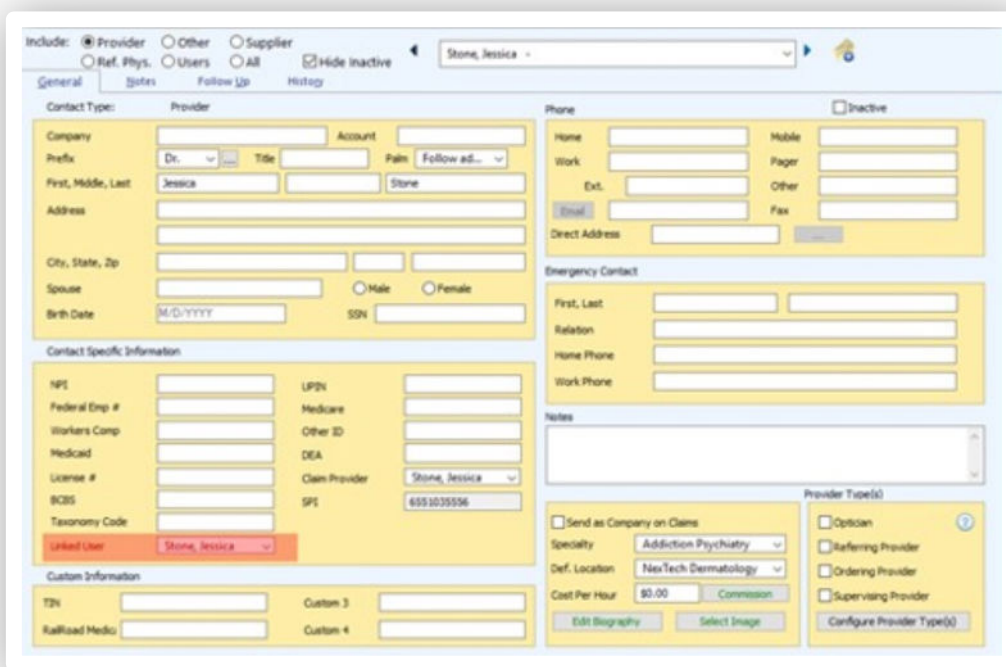 Include: Provider Other Supplier
Ref. Phys. Users All Hide Inactive
Stone, Jessica -
General Notes Follow Up History
Contact Type: Provider
Company Account
Prefix Dr. ... Title Palm Follow ad...
First, Middle, Last Jessica Stone
Address
City, State, Zip
Spouse Male Female
Birth Date M/D/YYYY SSN
Contact Specific Information
NPI UPIN
Federal Emp # Medicare
Workers Comp Other ID
Medicaid DEA
License # Claim Provider Stone, Jessica
BCBS SPI 6551035556
Taxonomy Code
Linked User Stone, Jessica
Custom Information
TIN Custom 3
RailRoad Medica Custom 4
Phone Inactive
Home Mobile
Work Pager
Ext. Other
Email Fax
Direct Address ...
Emergency Contact
First, Last
Relation
Home Phone
Work Phone
Notes
Provider Type(s)
Send as Company on Claims Optician ?
Specialty Addiction Psychiatry Referring Provider
Def. Location NexTech Dermatology Ordering Provider
Cost Per Hour $0.00 Commission Supervising Provider
Edit Biography Select Image Configure Provider Type(s)